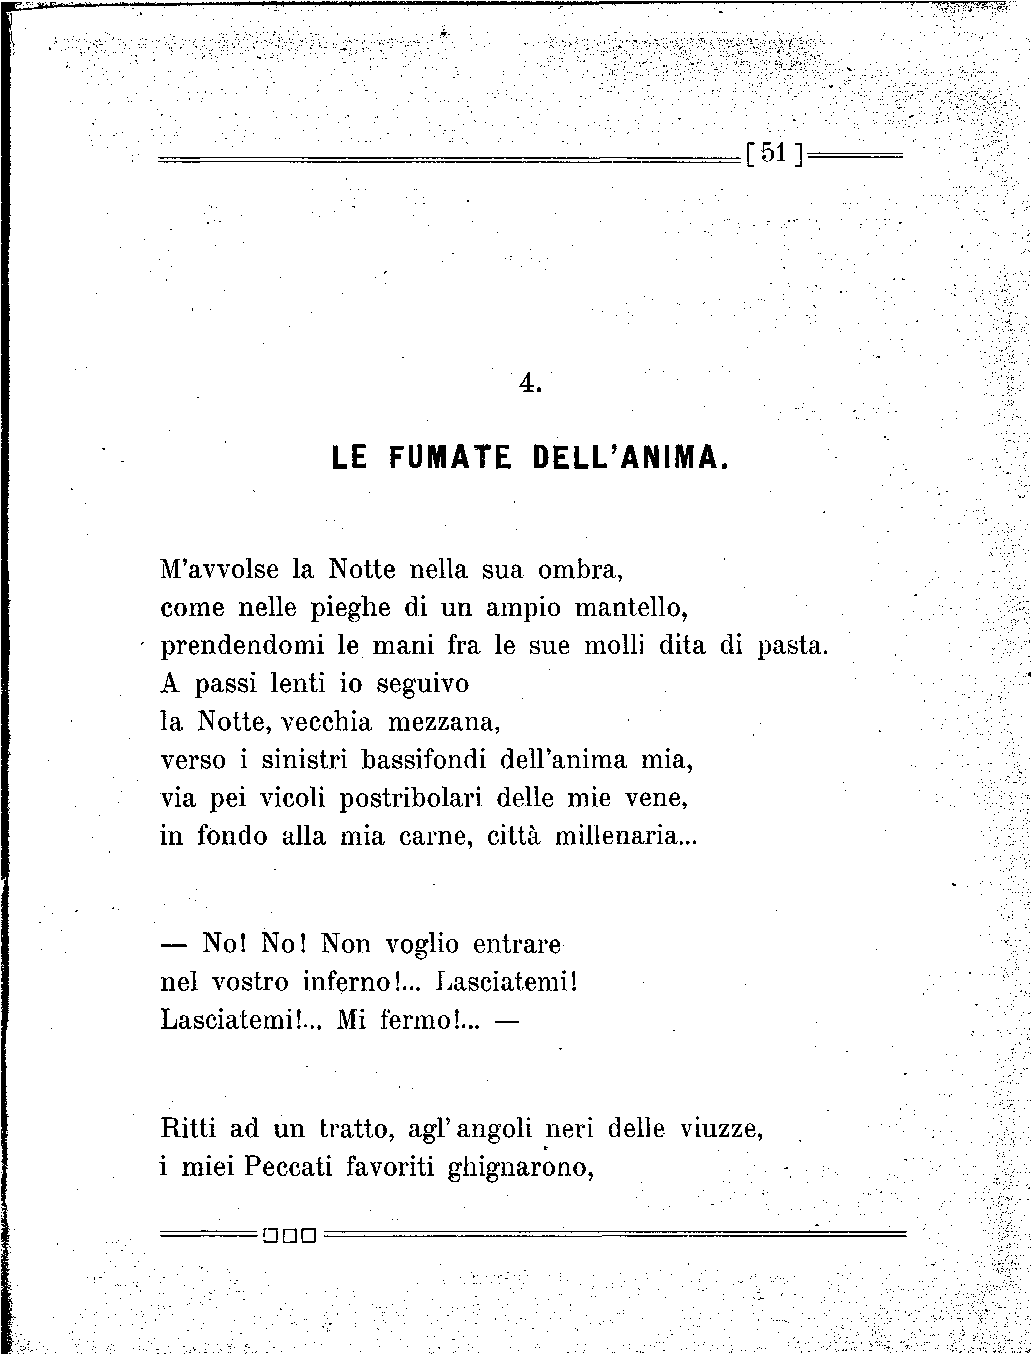 [ 51 ]
4.
LE FUMATE DELL'ANIMA.
M'avvolse la Notte nella sua ombra,
come nelle pieghe di un ampio mantello,
prendendomi le mani fra le sue molli dita di pasta.
A passi lenti io seguivo
la Notte, vecchia mezzana,
verso i sinistri bassifondi dell'anima mia,
via pei vicoli postribolari delle mie vene,
in fondo alla mia carne, città millenaria...
— No! No! Non voglio entrare
nel vostro inferno!... Lasciatemi!
Lasciatemi!... Mi fermo!... —
Ritti ad un tratto, agl'angoli neri delle viuzze,
i miei Peccati favoriti ghignarono,